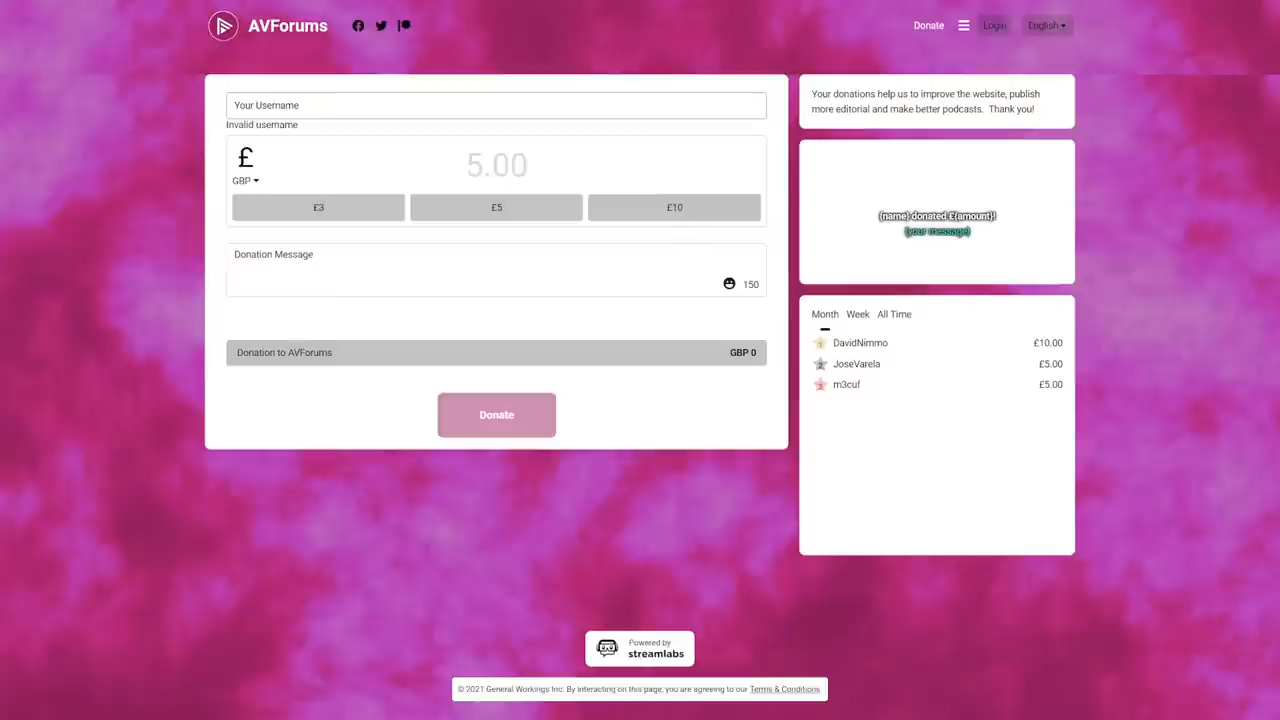 AVForums
Donate
Login
English
Your Username
Invalid username
£
5.00
GBP
£3
£5
£10
Donation Message
150
Donation to AVForums
GBP 0
Donate
Your donations help us to improve the website, publish
more editorial and make better podcasts. Thank you!
{name} donated £{amount}!
{your message}
Month Week All Time
1 DavidNimmo £10.00
2 JoseVarela £5.00
3 m3cuf £5.00
Powered by
streamlabs
© 2021 General Workings Inc. By interacting on this page, you are agreeing to our Terms & Conditions